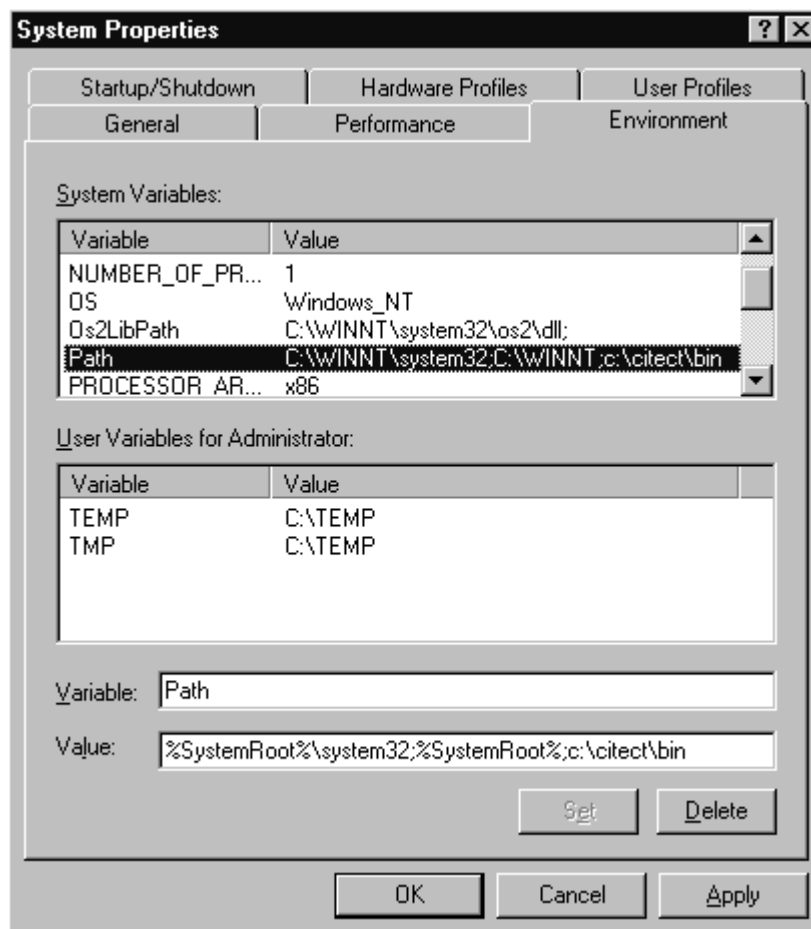 System Properties
Startup/Shutdown Hardware Profiles User Profiles
General Performance Environment
System Variables:
Variable Value
NUMBER_OF_PR... 1
OS Windows_NT
Os2LibPath C:\WINNT\system32\os2\dll;
Path C:\WINNT\system32;C:\WINNT;c:\citect\bin
PROCESSOR_AR... x86
User Variables for Administrator:
Variable Value
TEMP C:\TEMP
TMP C:\TEMP
Variable: Path
Value: %SystemRoot%\system32;%SystemRoot%;c:\citect\bin
Set Delete
OK Cancel Apply